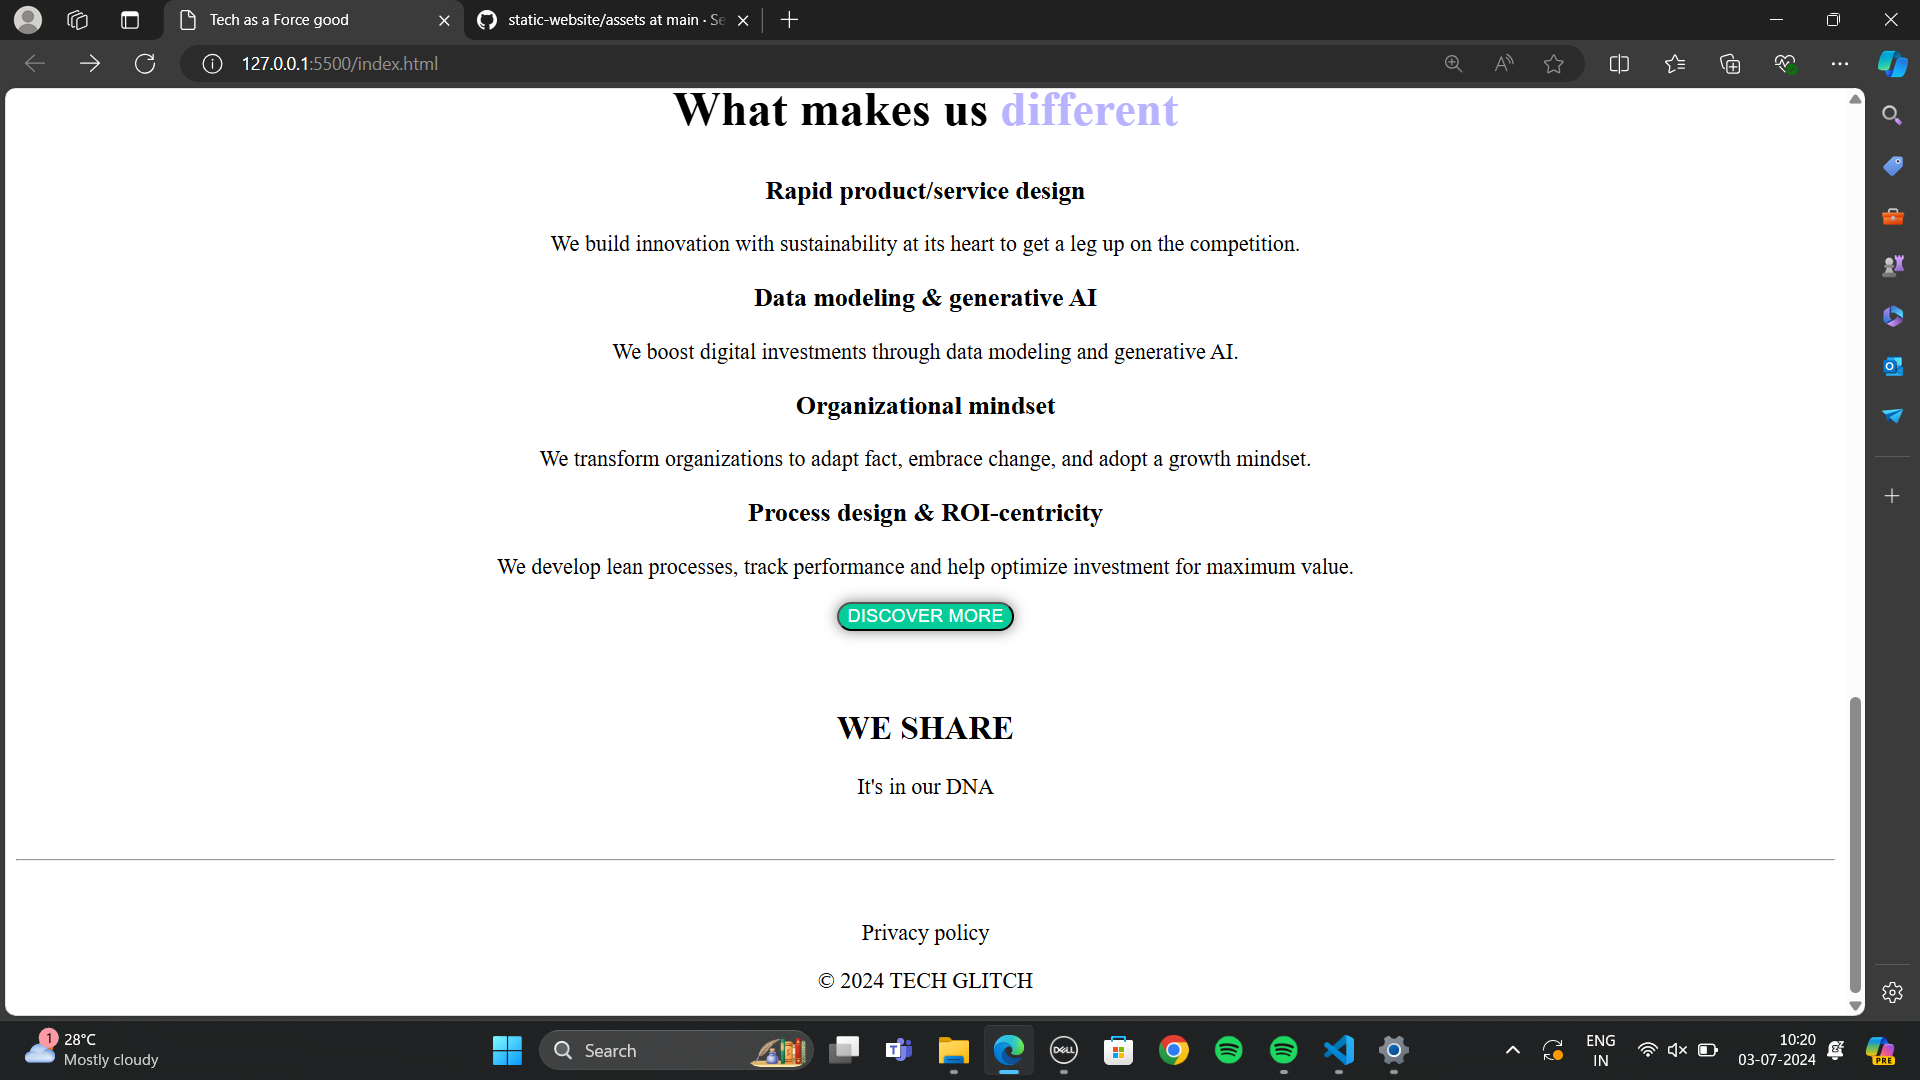 Tech as a Force good
static-website/assets at main · Se
127.0.0.1:5500/index.html
What makes us different
Rapid product/service design
We build innovation with sustainability at its heart to get a leg up on the competition.
Data modeling & generative AI
We boost digital investments through data modeling and generative AI.
Organizational mindset
We transform organizations to adapt fact, embrace change, and adopt a growth mindset.
Process design & ROI-centricity
We develop lean processes, track performance and help optimize investment for maximum value.
DISCOVER MORE
WE SHARE
It's in our DNA
Privacy policy
© 2024 TECH GLITCH
1
28°C
Mostly cloudy
Search
DELL
ENG
IN
10:20
03-07-2024
PRE